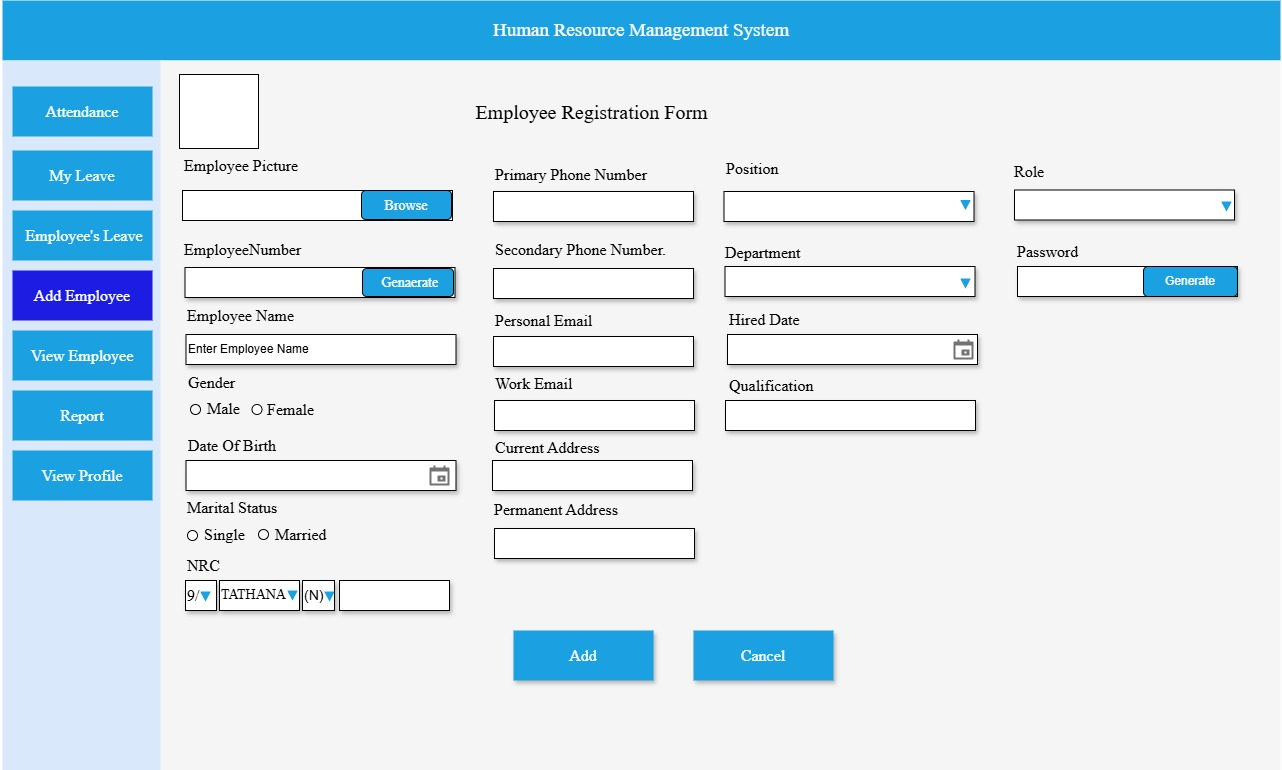 Human Resource Management System
Attendance
My Leave
Employee's Leave
Add Employee
View Employee
Report
View Profile
Employee Registration Form
Employee Picture
Browse
EmployeeNumber
Genaerate
Employee Name
Enter Employee Name
Gender
Male Female
Date Of Birth
Marital Status
Single Married
NRC
9/ TATHANA (N)
Primary Phone Number
Secondary Phone Number.
Personal Email
Work Email
Current Address
Permanent Address
Position
Department
Hired Date
Qualification
Role
Password
Generate
Add Cancel